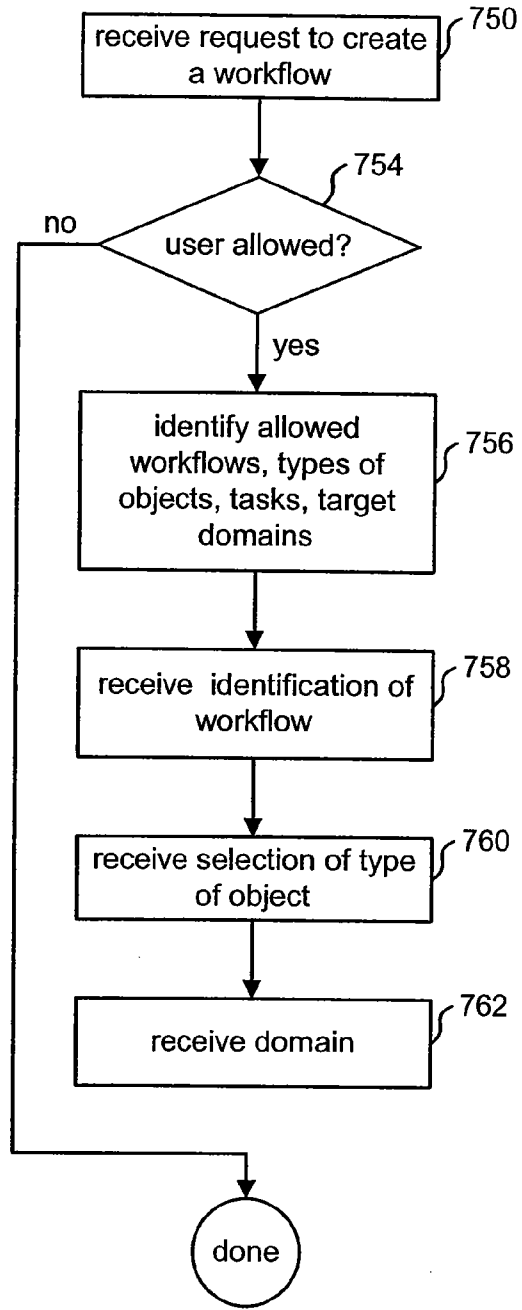 receive request to create
a workflow
750
754
user allowed?
no
yes
identify allowed
workflows, types of
objects, tasks, target
domains
756
receive identification of
workflow
758
receive selection of type
of object
760
receive domain
762
done